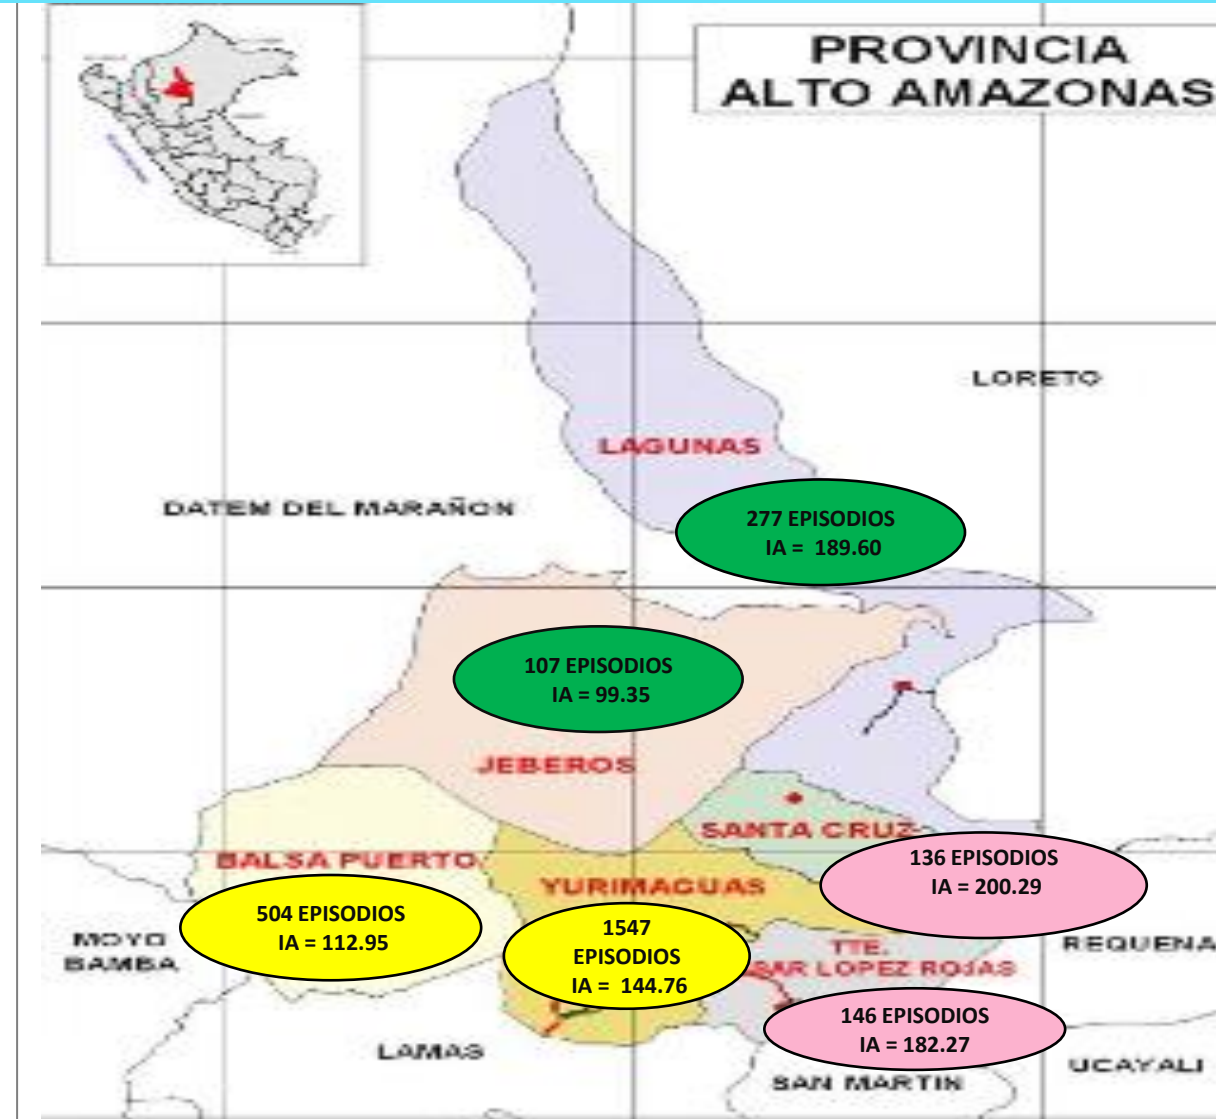 PROVINCIA
ALTO AMAZONAS
LORETO
LAGUNAS
DATEM DEL MARAÑON
277 EPISODIOS
IA = 189.60
107 EPISODIOS
IA = 99.35
JEBEROS
SANTA CRUZ
BALSA PUERTO
YURIMAGUAS
136 EPISODIOS
IA = 200.29
504 EPISODIOS
IA = 112.95
1547
EPISODIOS
IA = 144.76
MOYO
BAMBA
TTE.
SAR LOPEZ ROJAS
REQUENA
146 EPISODIOS
IA = 182.27
LAMAS
UCAYALI
SAN MARTIN